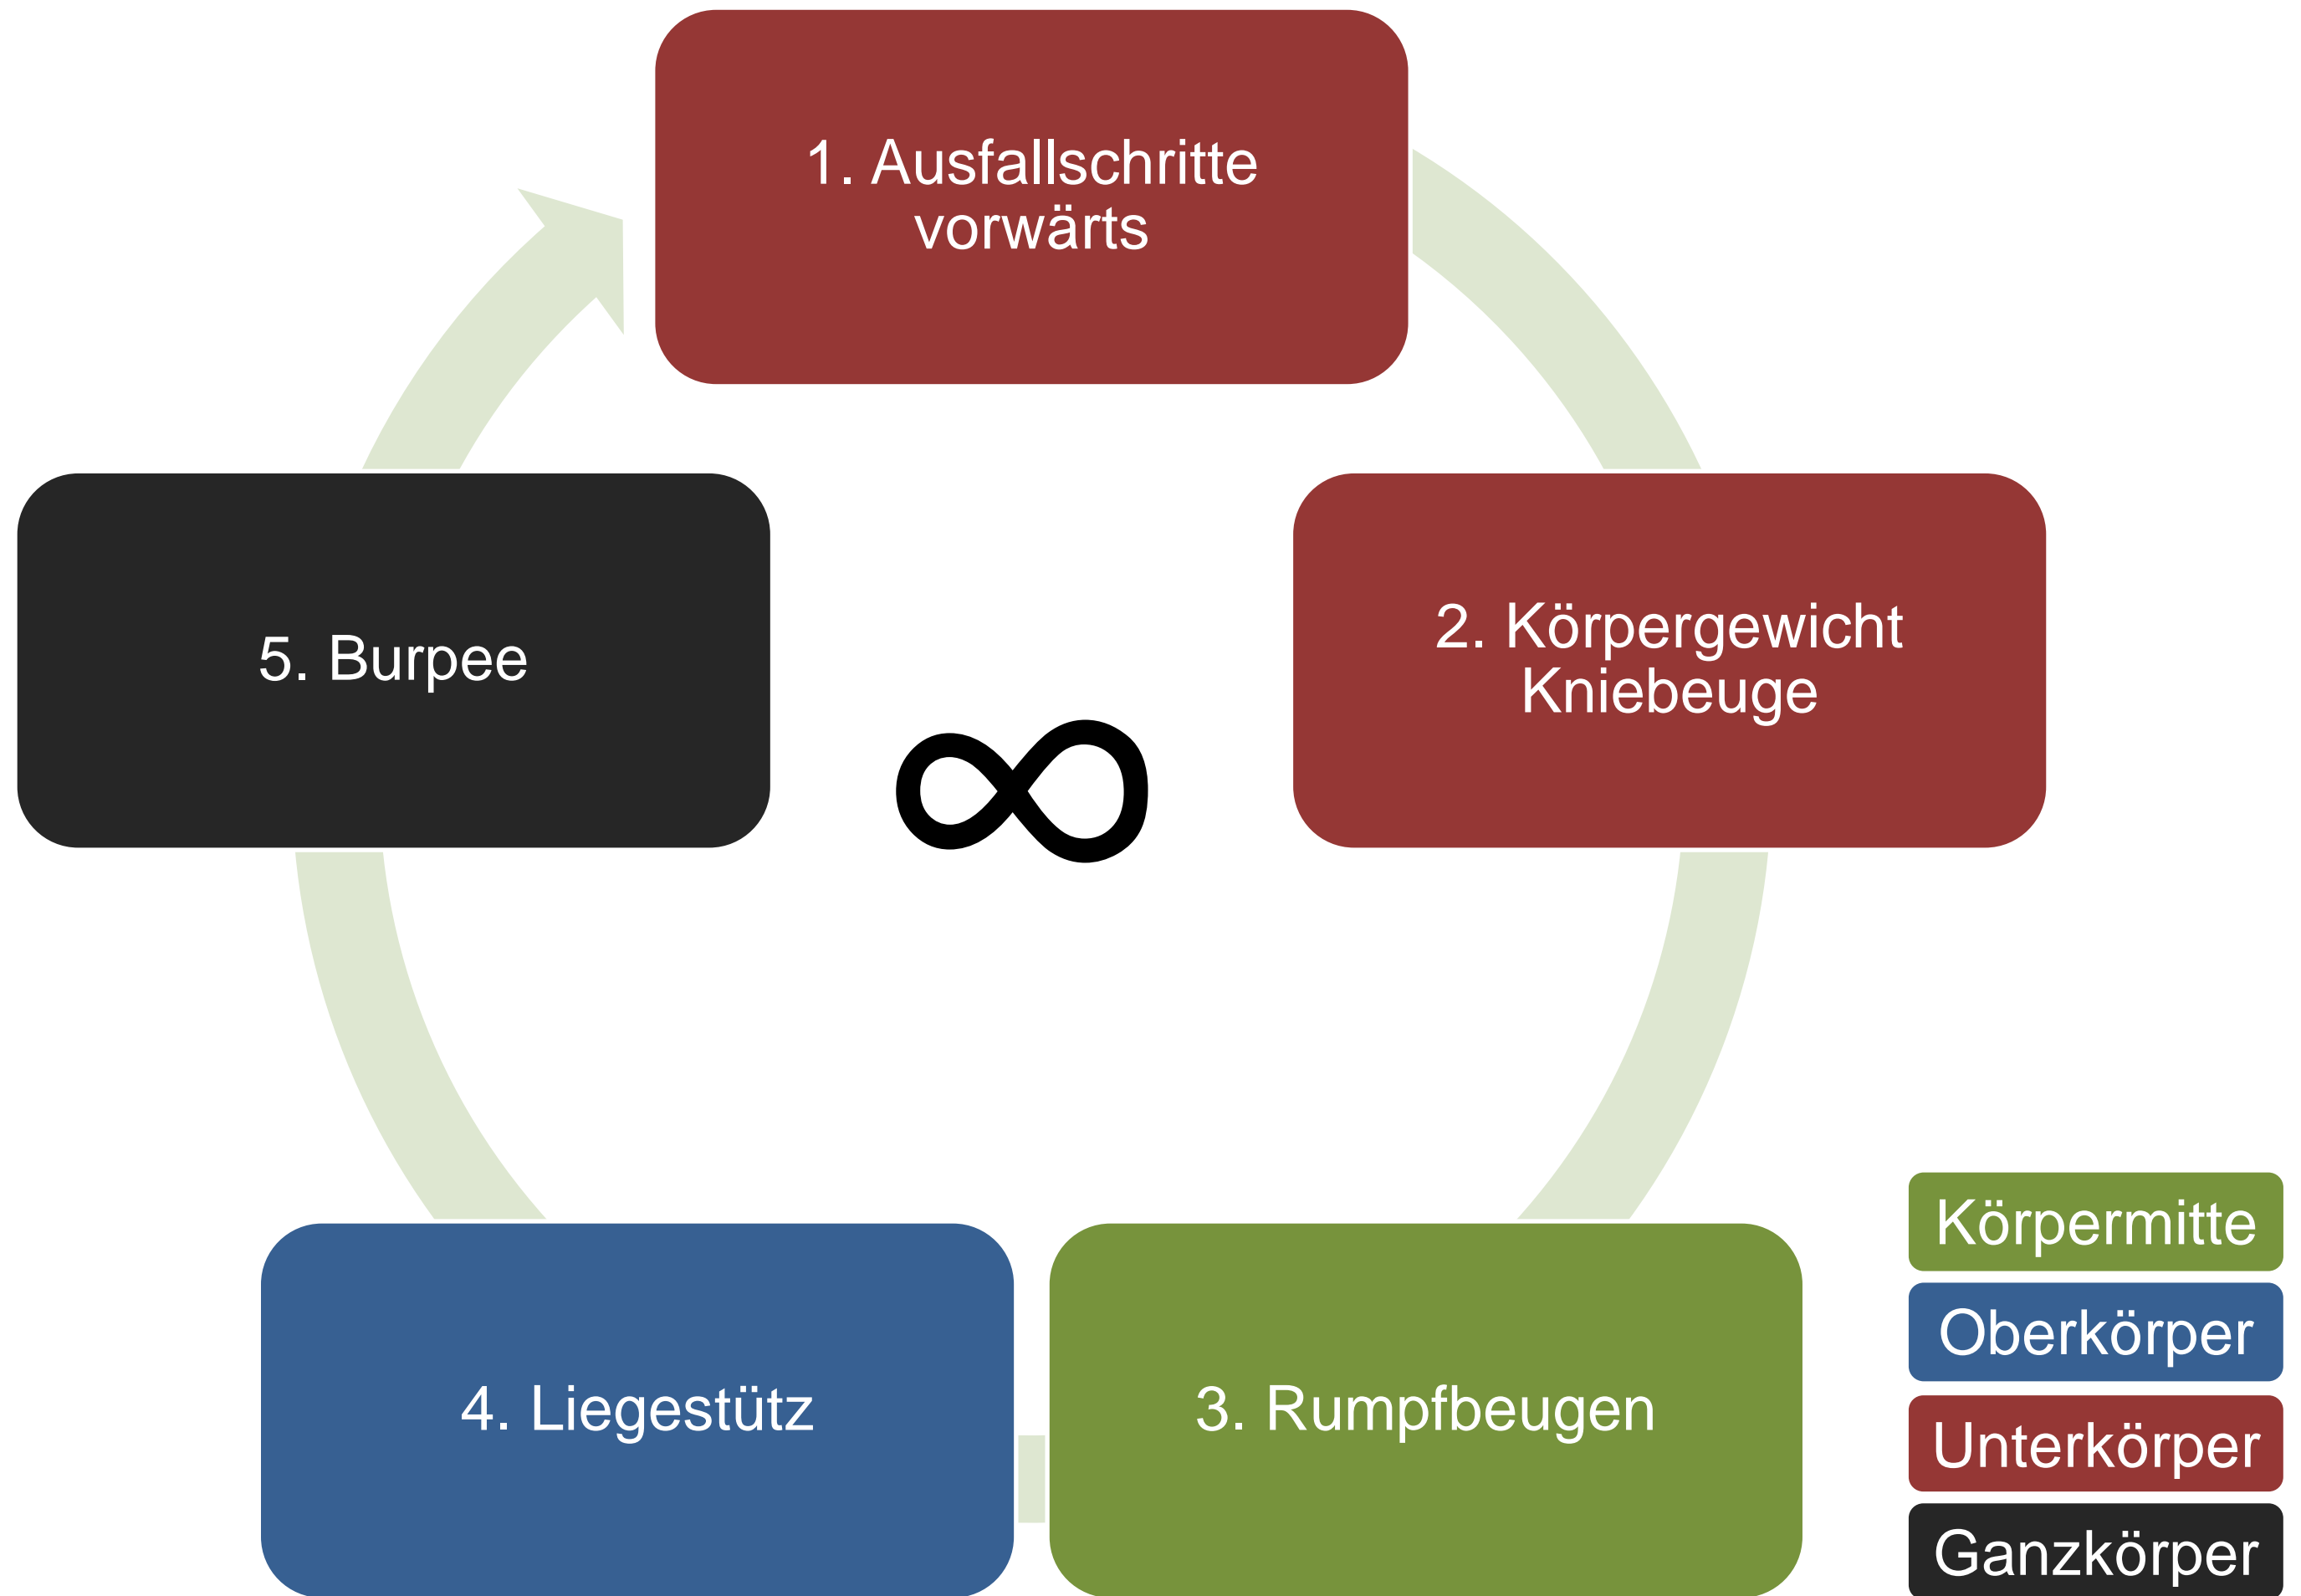 1. Ausfallschritte
vorwärts
2. Körpergewicht
Kniebeuge
3. Rumpfbeugen
4. Liegestütz
5. Burpee
∞
Körpermitte
Oberkörper
Unterkörper
Ganzkörper